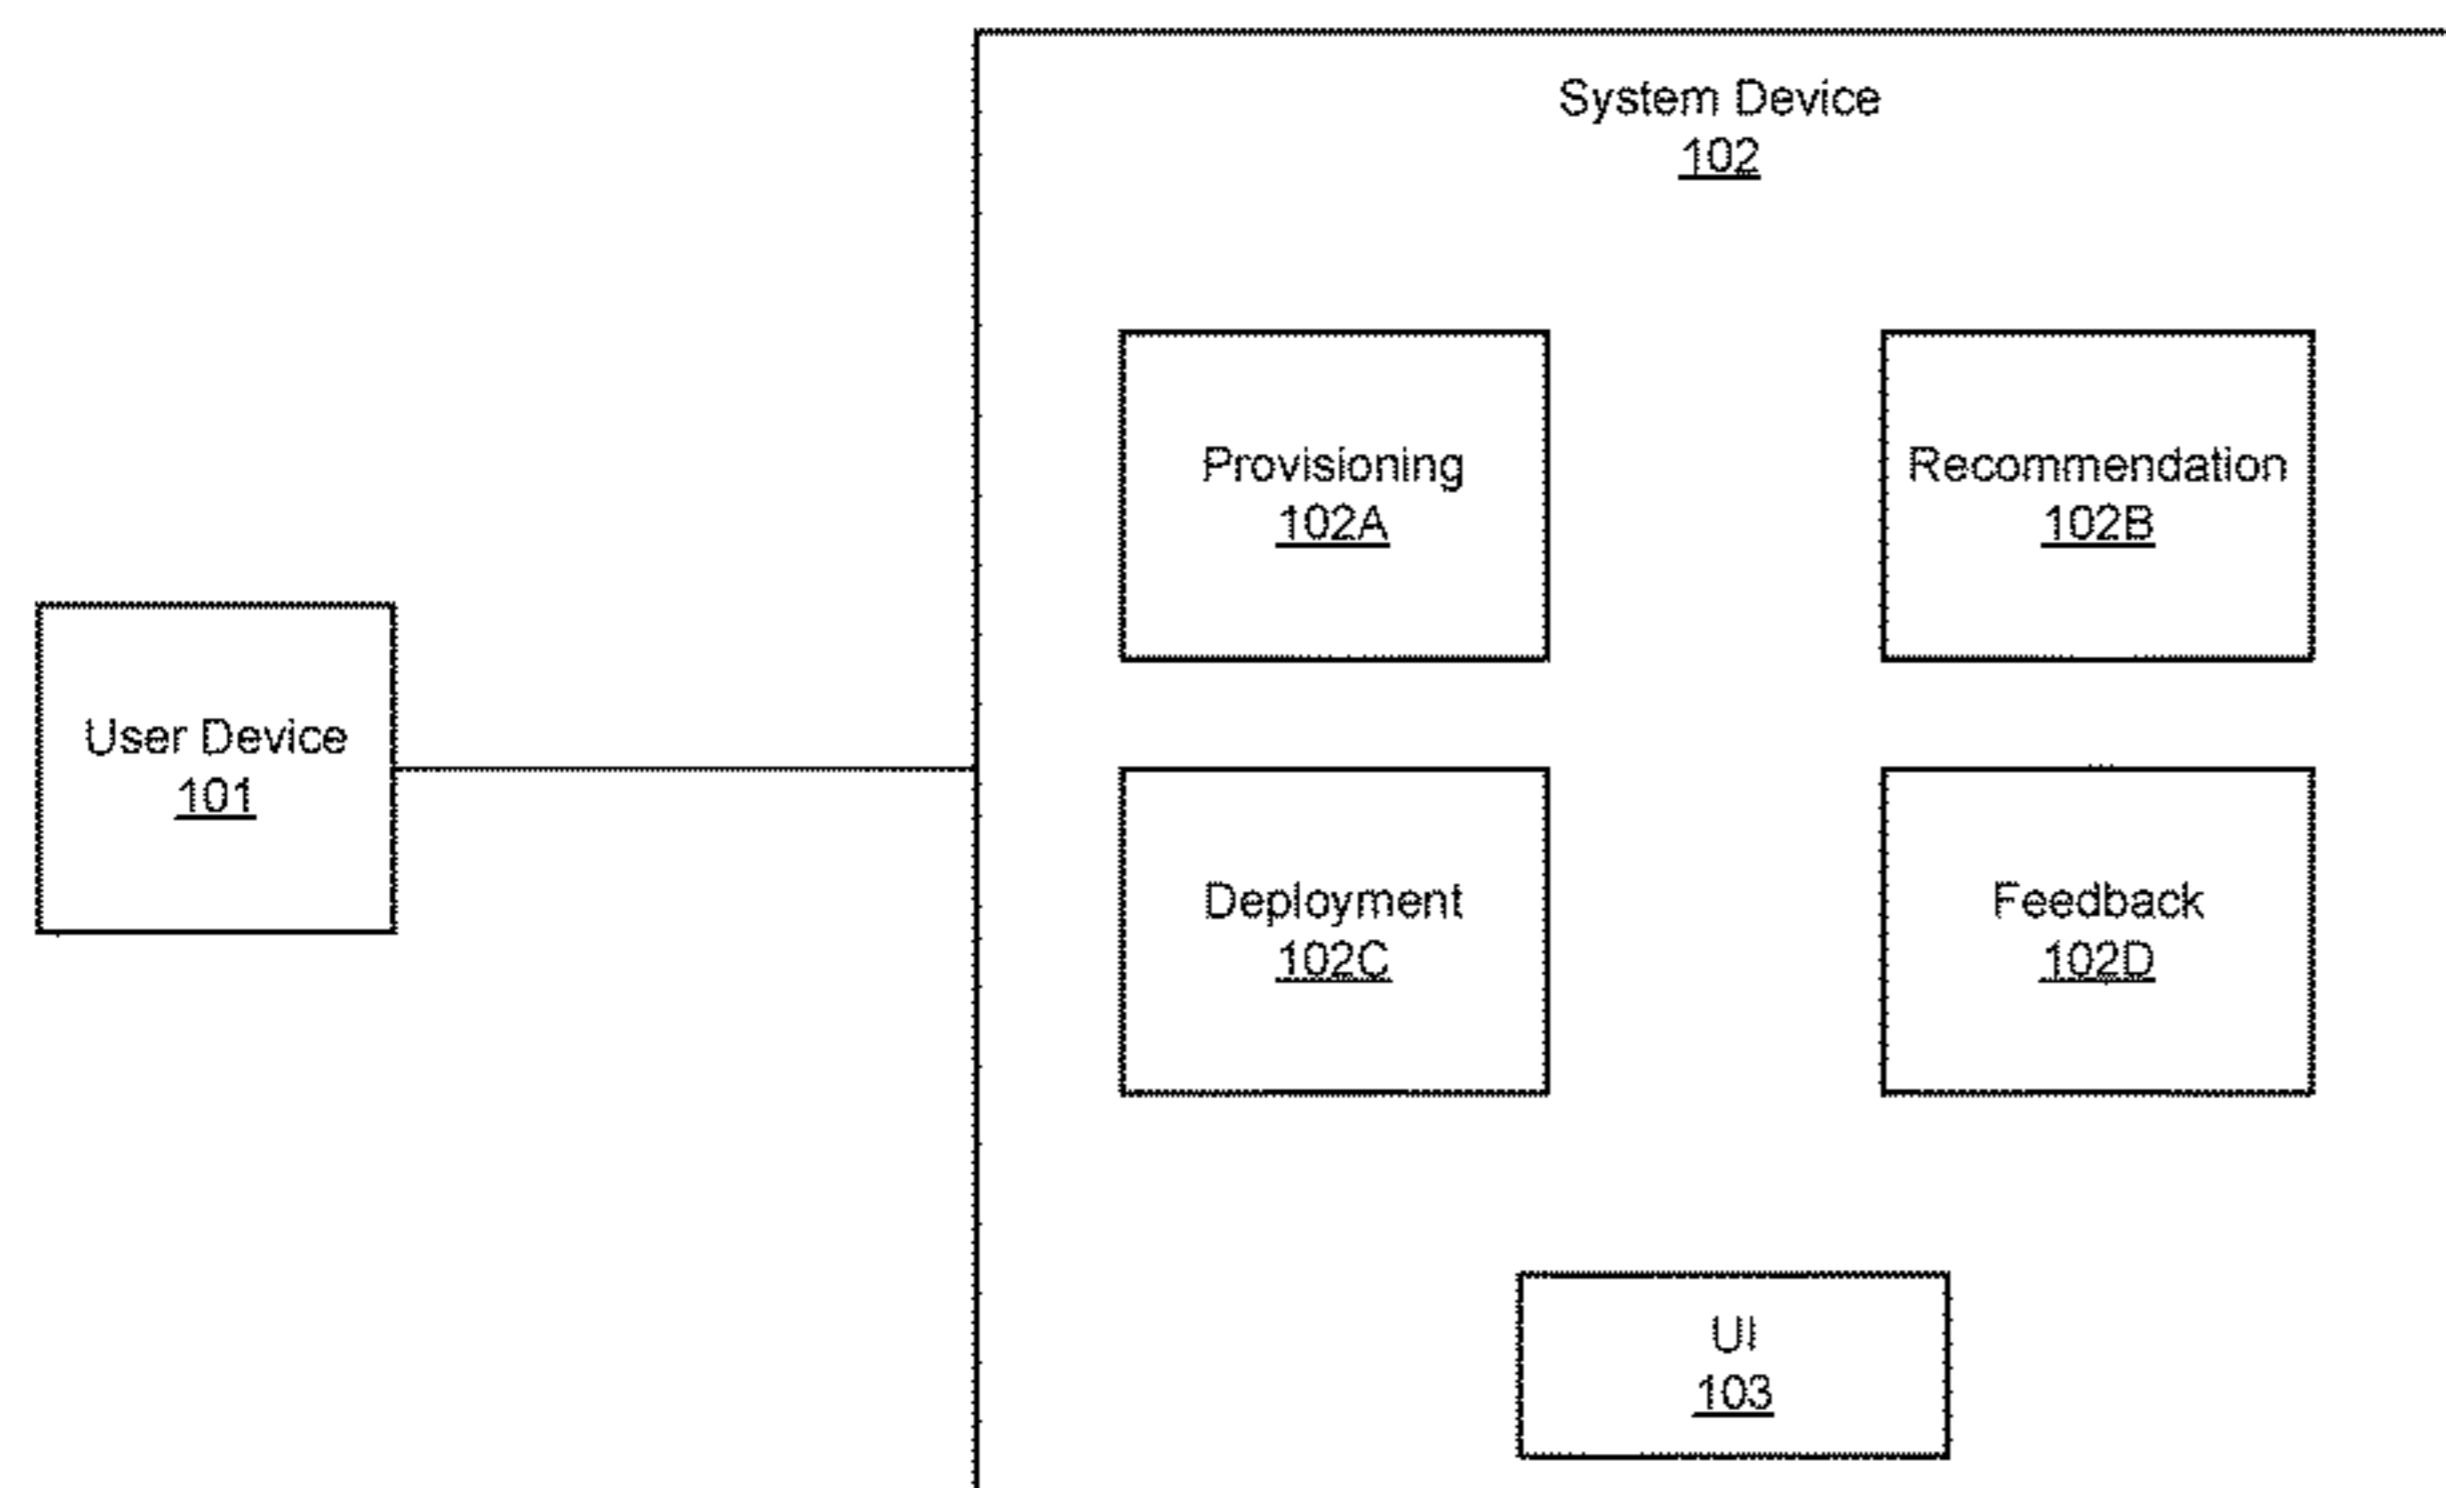 System Device
102
Provisioning
102A
Recommendation
102B
User Device
101
Deployment
102C
Feedback
102D
UI
103